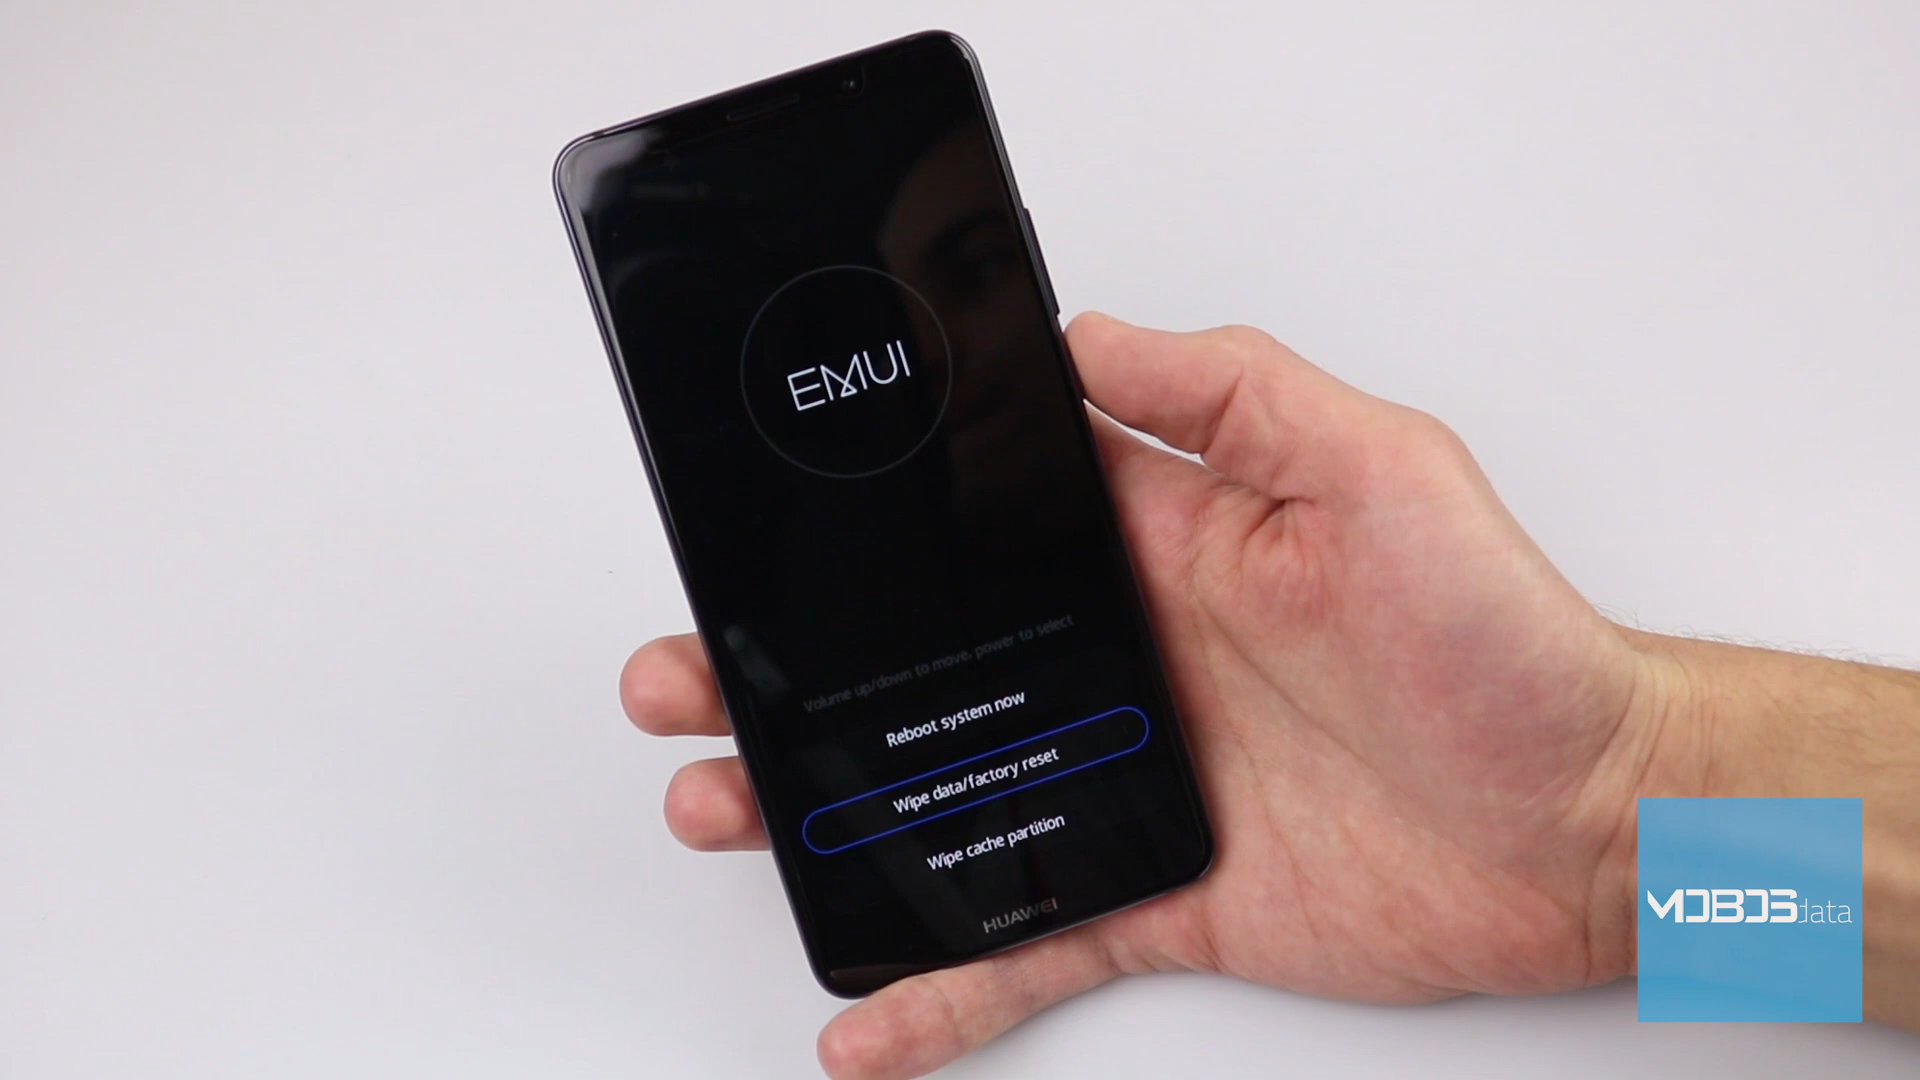 EMUI
Volume up/down to move, power to select
Reboot system now
Wipe data/factory reset
Wipe cache partition
HUAWEI
MOBOSdata